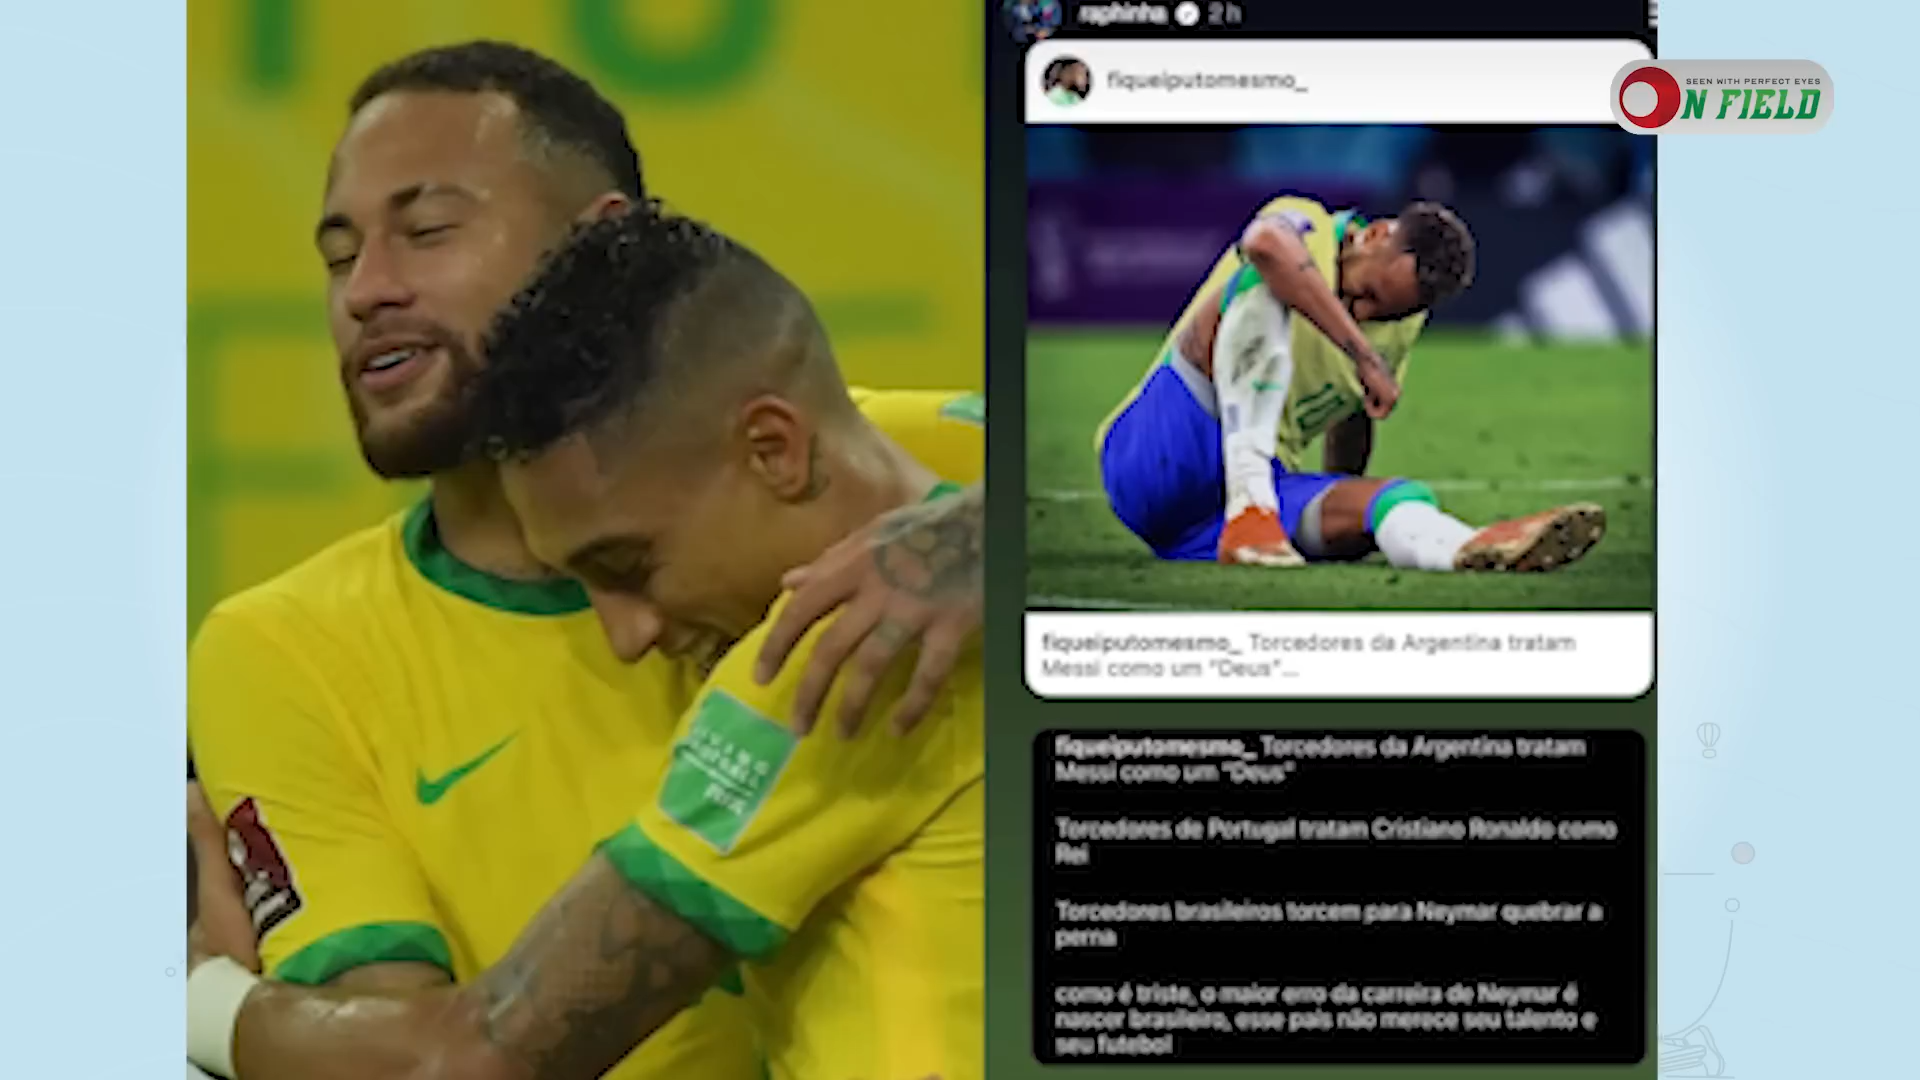 raphinha 2 h
SEEN WITH PERFECT EYES
N FIELD
fiqueiputomesmo_
10
fiqueiputomesmo_ Torcedores da Argentina tratam
Messi como um "Deus"...
fiqueiputomesmo_ Torcedores da Argentina tratam
Messi como um "Deus"
Torcedores de Portugal tratam Cristiano Ronaldo como
Rei
Torcedores brasileiros torcem para Neymar quebrar a
perna
como é triste, o maior erro da carreira de Neymar é
nascer brasileiro, esse país não merece seu talento e
seu futebol